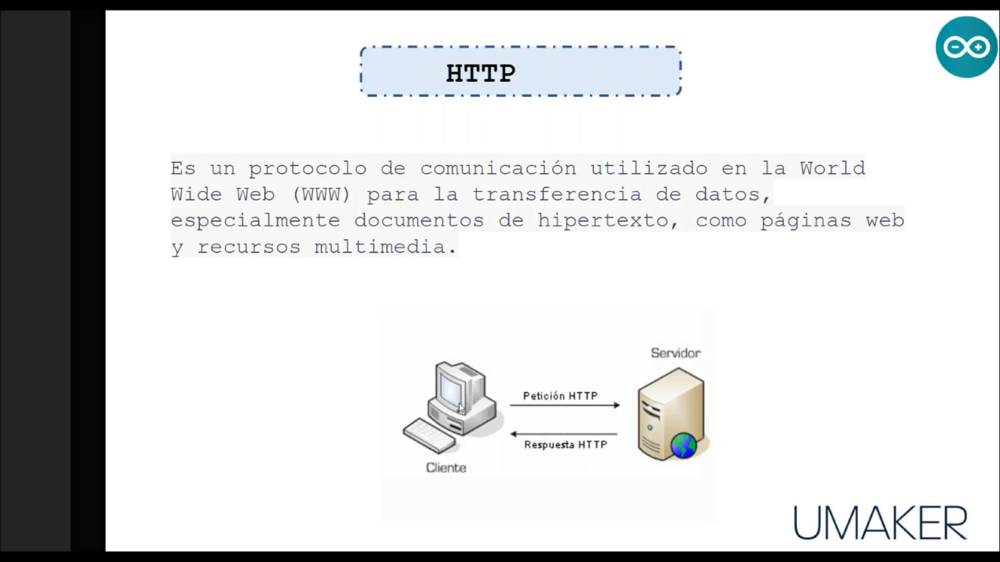 HTTP
Es un protocolo de comunicación utilizado en la World
Wide Web (WWW) para la transferencia de datos,
especialmente documentos de hipertexto, como páginas web
y recursos multimedia.
Servidor
Petición HTTP
Respuesta HTTP
Cliente
UMAKER